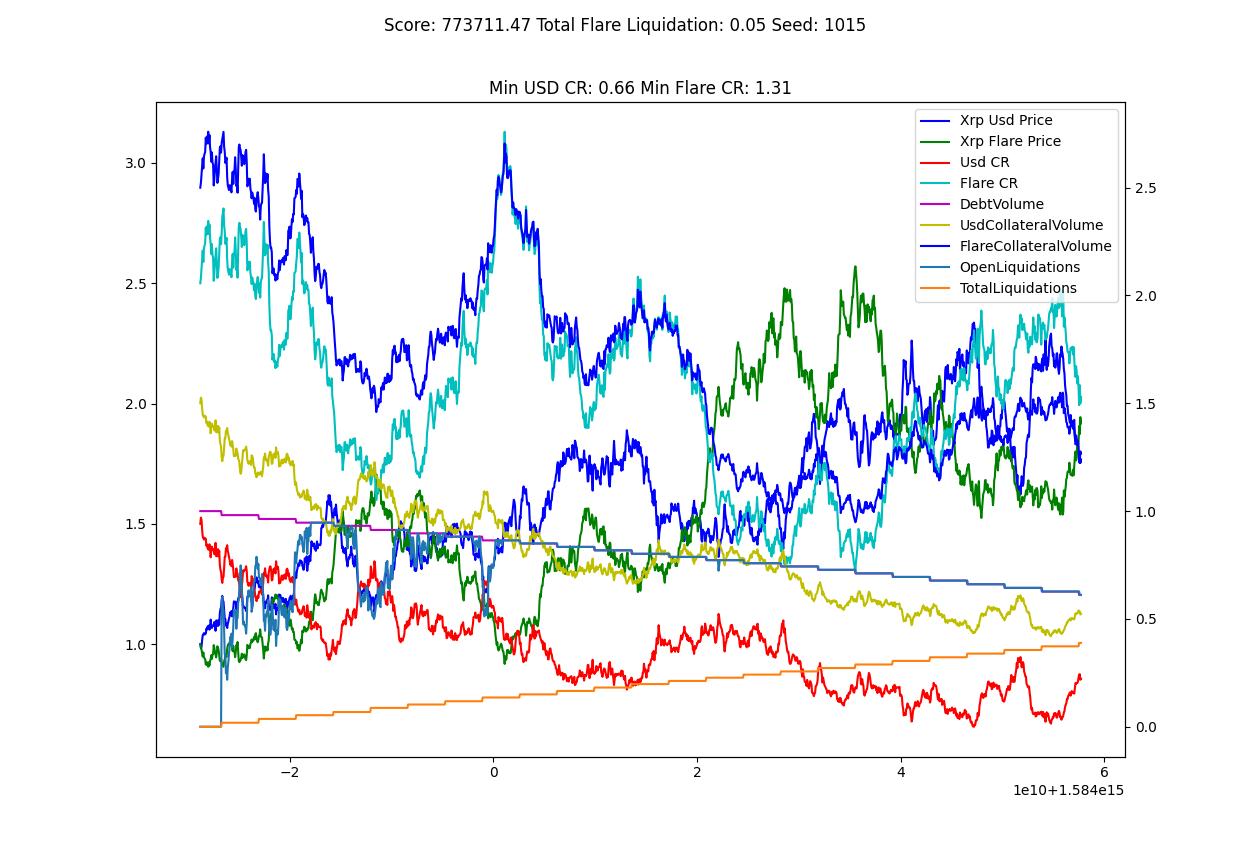 Score: 773711.47 Total Flare Liquidation: 0.05 Seed: 1015
Min USD CR: 0.66 Min Flare CR: 1.31
Xrp Usd Price
Xrp Flare Price
Usd CR
Flare CR
DebtVolume
UsdCollateralVolume
FlareCollateralVolume
OpenLiquidations
TotalLiquidations
3.0
2.5
2.0
1.5
1.0
2.5
2.0
1.5
1.0
0.5
0.0
−2 0 2 4 6
1e10+1.584e15